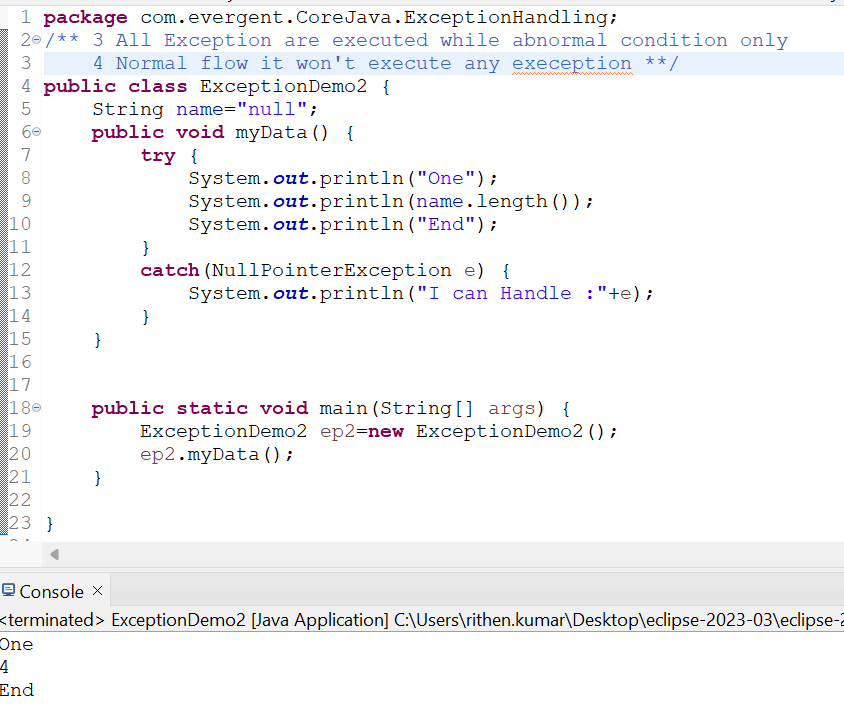 1 package com.evergent.CoreJava.ExceptionHandling;
2 /** 3 All Exception are executed while abnormal condition only
3     4 Normal flow it won't execute any exeception **/
4 public class ExceptionDemo2 {
5     String name="null";
6     public void myData() {
7         try {
8             System.out.println("One");
9             System.out.println(name.length());
10             System.out.println("End");
11         }
12         catch(NullPointerException e) {
13             System.out.println("I can Handle :"+e);
14         }
15     }
16
17
18     public static void main(String[] args) {
19         ExceptionDemo2 ep2=new ExceptionDemo2();
20         ep2.myData();
21     }
22
23 }
Console
<terminated> ExceptionDemo2 [Java Application] C:\Users\rithen.kumar\Desktop\eclipse-2023-03\eclipse-
One
4
End